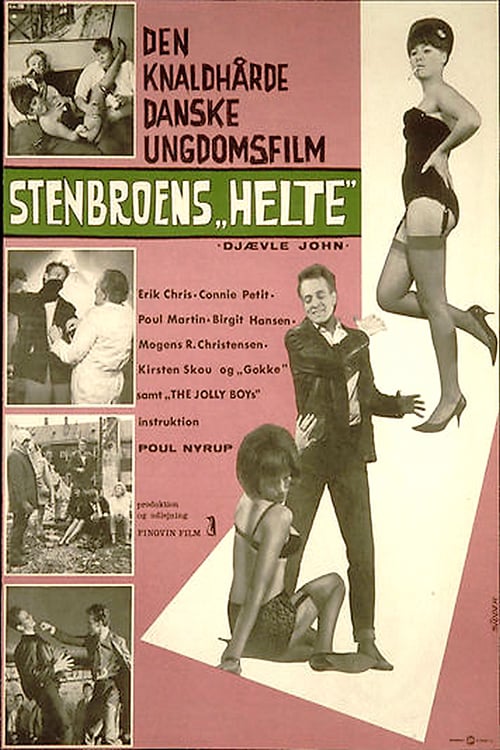 DEN
KNALDHÅRDE
DANSKE
UNGDOMSFILM
STENBROENS „HELTE”
· DJÆVLE JOHN ·
Erik Chris · Connie Petit ·
Poul Martin · Birgit Hansen ·
Mogens R. Christensen ·
Kirsten Skou og „Gokke”
samt „THE JOLLY BOYs”
instruktion
POUL NYRUP
produktion
og udlejning
PINGVIN FILM